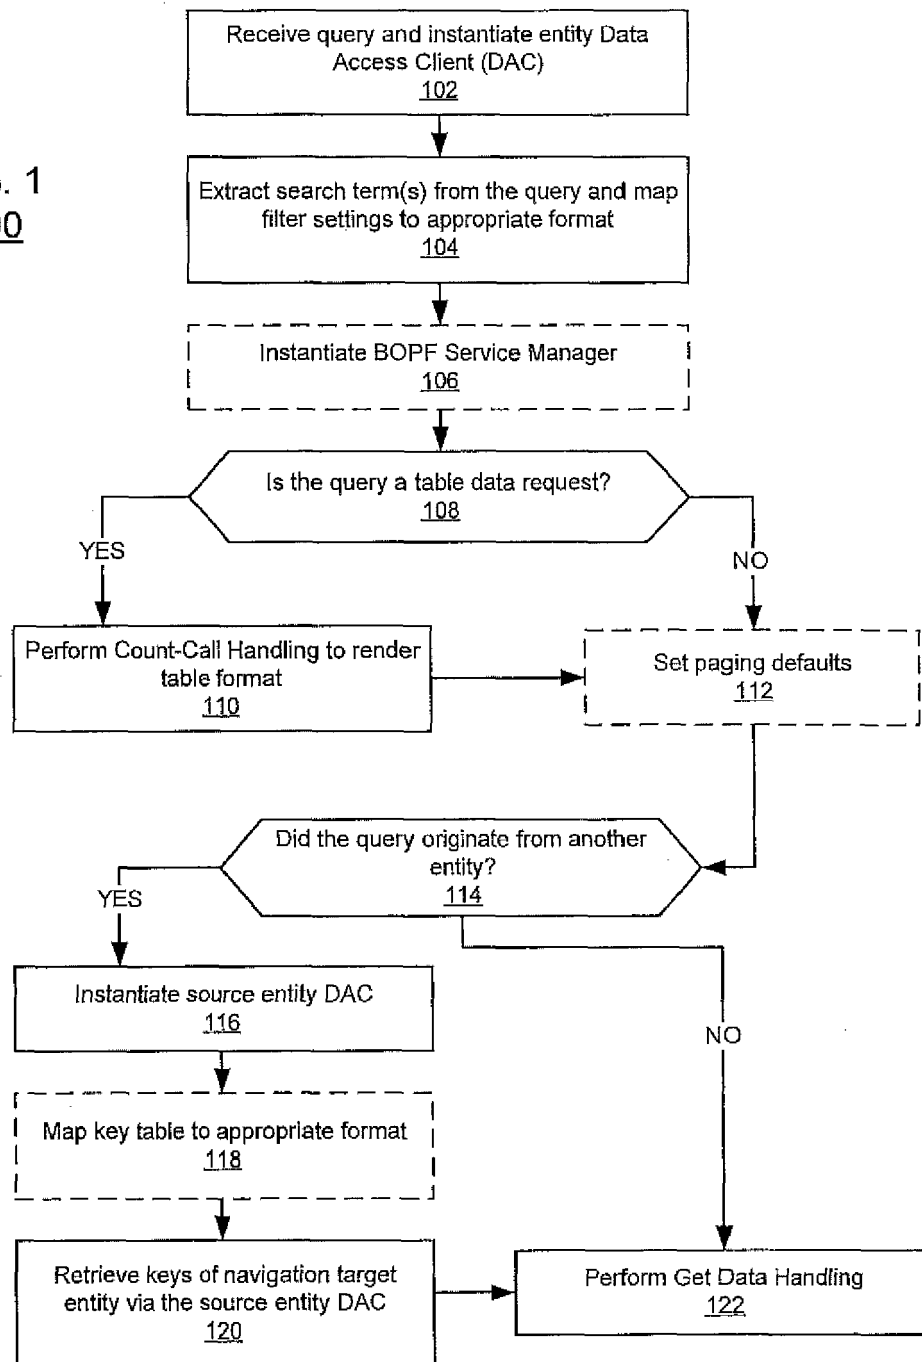 Receive query and instantiate entity Data
Access Client (DAC)
102
. 1
Extract search term(s) from the query and map
filter settings to appropriate format
104
Instantiate BOPF Service Manager
106
Is the query a table data request?
108
YES
NO
Perform Count-Call Handling to render
table format
110
Set paging defaults
112
Did the query originate from another
entity?
114
YES
Instantiate source entity DAC
116
NO
Map key table to appropriate format
118
Retrieve keys of navigation target
entity via the source entity DAC
120
Perform Get Data Handling
122